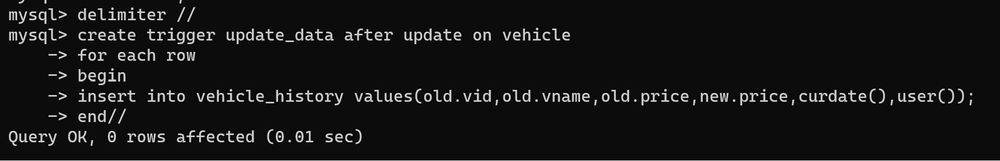 mysql> delimiter //
mysql> create trigger update_data after update on vehicle
    -> for each row
    -> begin
    -> insert into vehicle_history values(old.vid,old.vname,old.price,new.price,curdate(),user());
    -> end//
Query OK, 0 rows affected (0.01 sec)